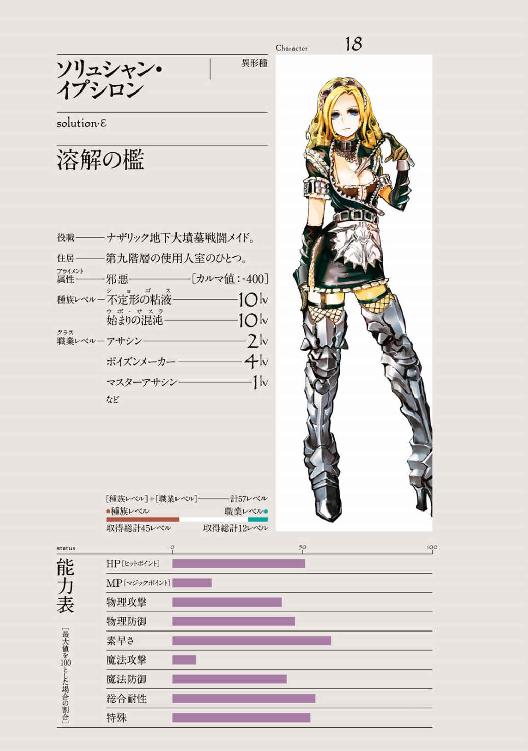 Character 18
ソリュシャン・
イプシロン
異形種
solution・ε
溶解の檻
役職――ナザリック地下大墳墓戦闘メイド。
住居――第九階層の使用人室のひとつ。
アライメント
属性――邪悪――[カルマ値：-400]
ショゴス
種族レベル―不定形の粘液――10lv
ウボ・サスラ
始まりの混沌――10lv
クラス
職業レベル―アサシン――2lv
ポイズンメーカー――4lv
マスターアサシン――1lv
など
[種族レベル]+[職業レベル]――計57レベル
●種族レベル 職業レベル●
取得総計45レベル 取得総計12レベル
status 0 50 100
能力表
[最大値を100とした場合の割合]
HP[ヒットポイント]
MP[マジックポイント]
物理攻撃
物理防御
素早さ
魔法攻撃
魔法防御
総合耐性
特殊